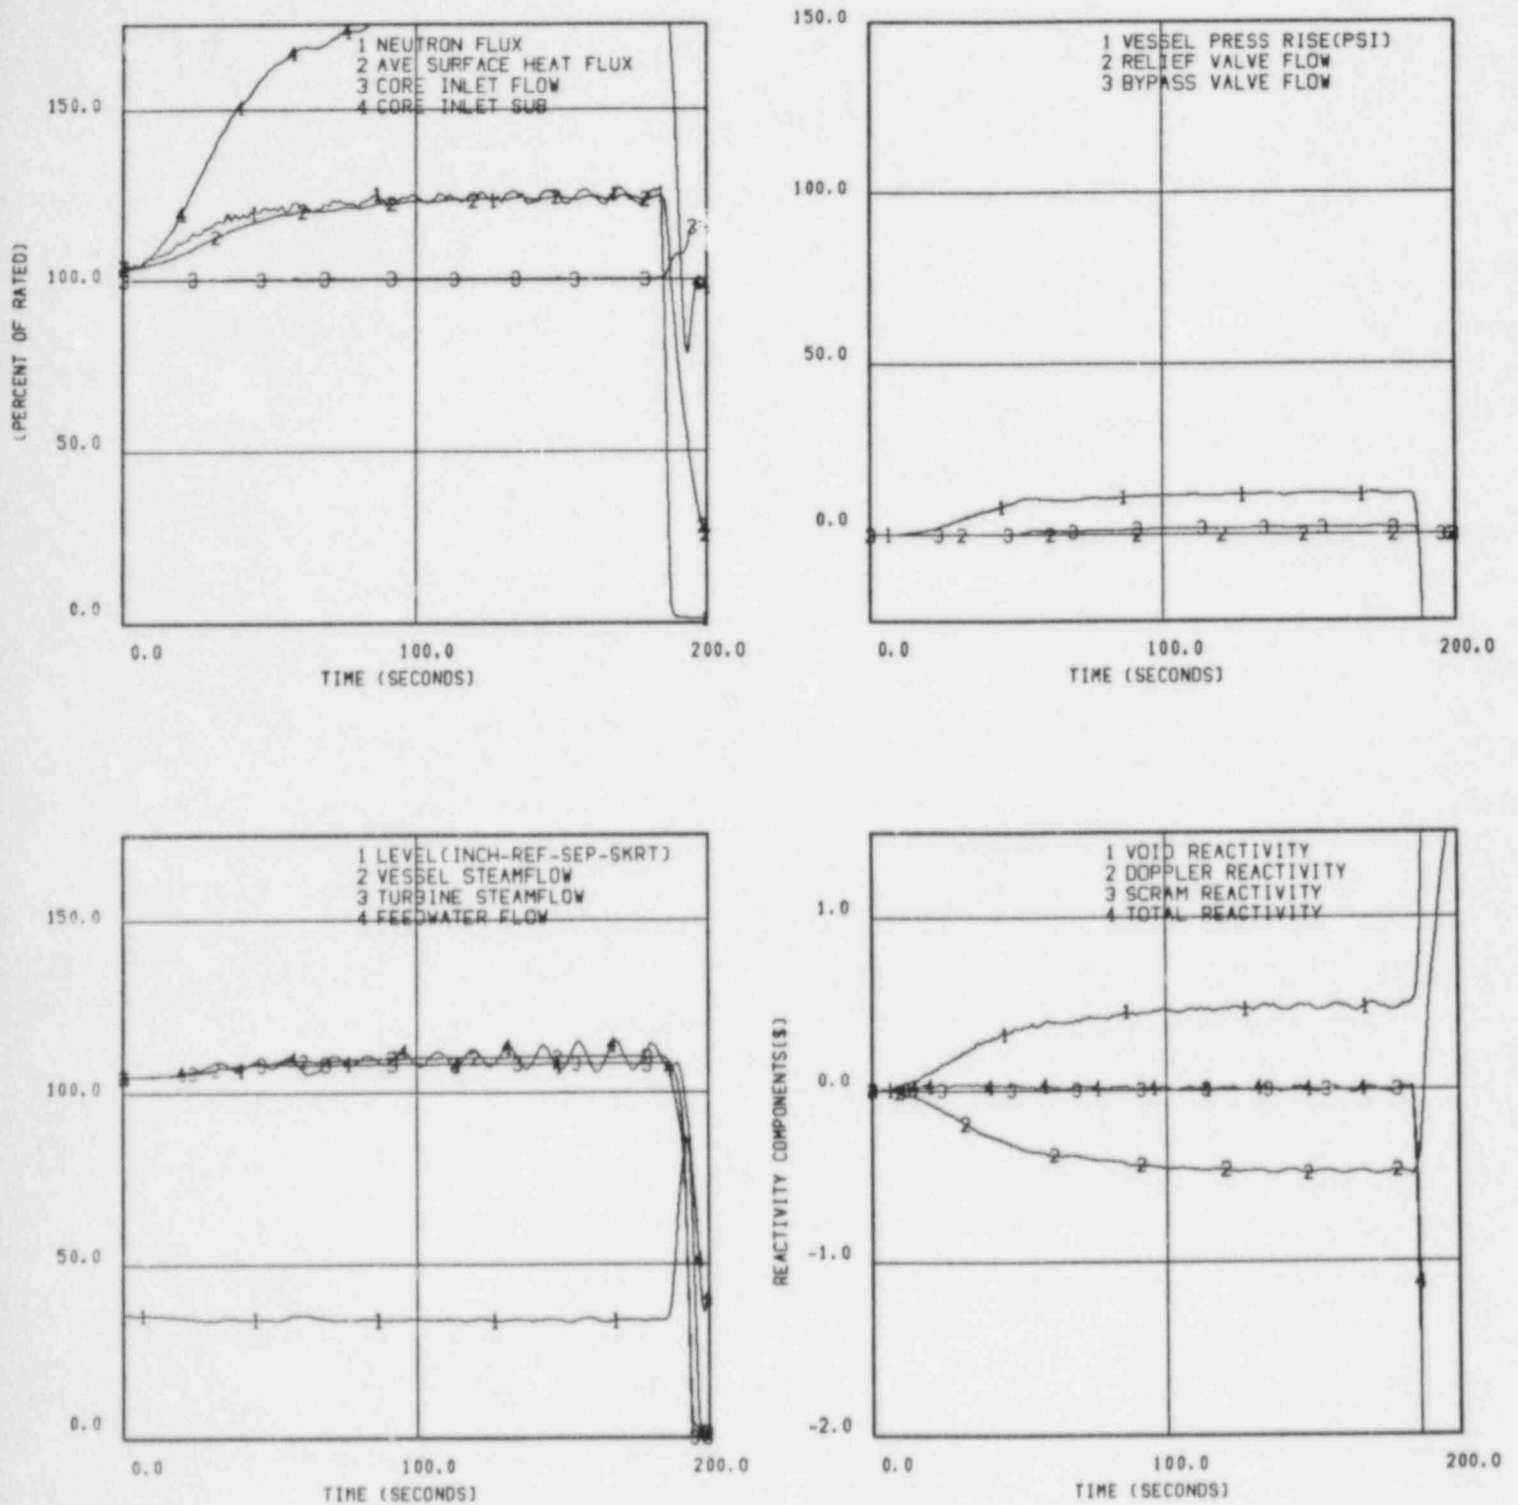 1 NEUTRON FLUX
2 AVE SURFACE HEAT FLUX
3 CORE INLET FLOW
4 CORE INLET SUB
150.0
100.0
50.0
0.0
(PERCENT OF RATED)
0.0 100.0 200.0
TIME (SECONDS)
1 VESSEL PRESS RISE(PSI)
2 RELIEF VALVE FLOW
3 BYPASS VALVE FLOW
150.0
100.0
50.0
0.0
0.0 100.0 200.0
TIME (SECONDS)
1 LEVEL(INCH-REF-SEP-SKRT)
2 VESSEL STEAMFLOW
3 TURBINE STEAMFLOW
4 FEEDWATER FLOW
150.0
100.0
50.0
0.0
0.0 100.0 200.0
TIME (SECONDS)
1 VOID REACTIVITY
2 DOPPLER REACTIVITY
3 SCRAM REACTIVITY
4 TOTAL REACTIVITY
1.0
0.0
-1.0
-2.0
REACTIVITY COMPONENTS($)
0.0 100.0 200.0
TIME (SECONDS)